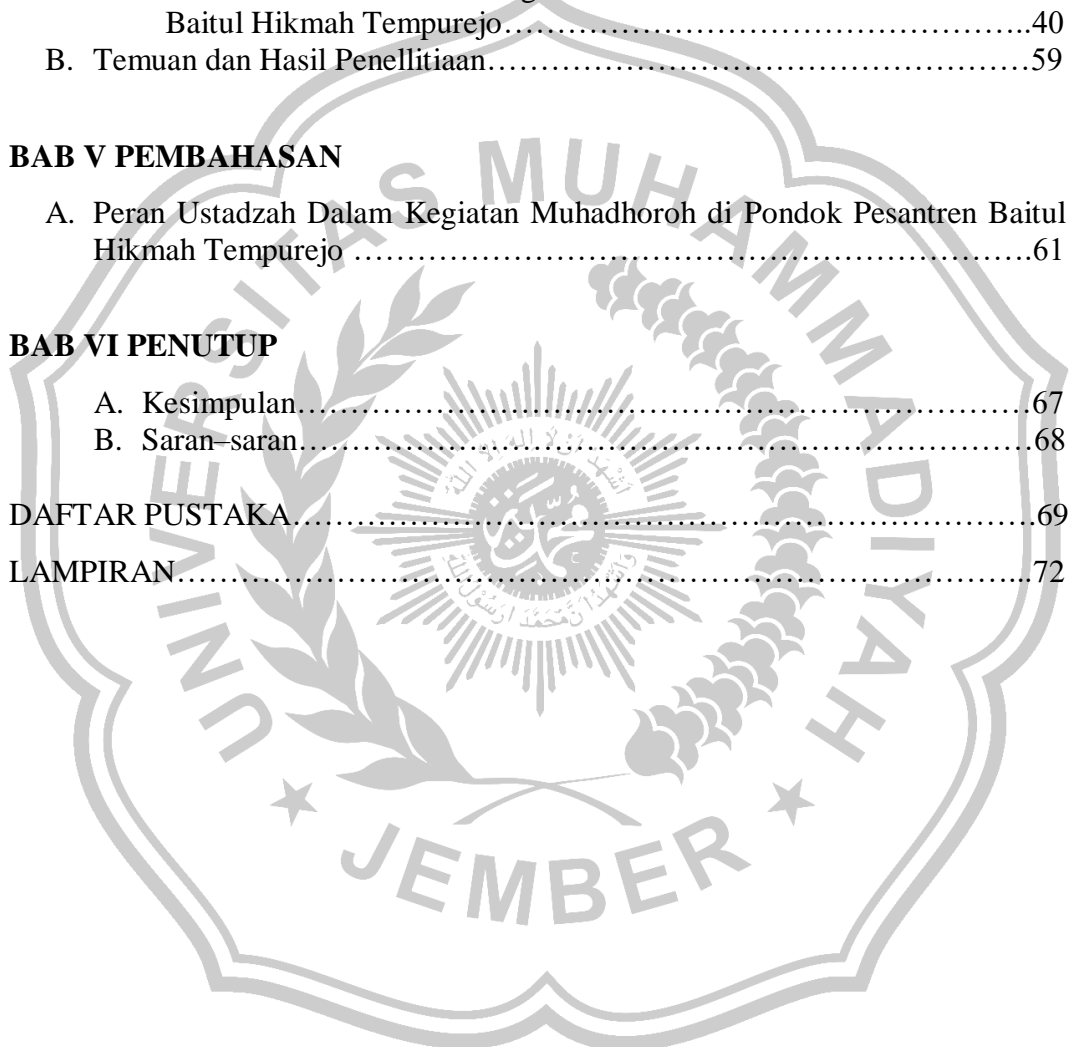 Baitul Hikmah Tempurejo…………………………………………..40
B. Temuan dan Hasil Penellitiaan……………………………………………59
BAB V PEMBAHASAN
A. Peran Ustadzah Dalam Kegiatan Muhadhoroh di Pondok Pesantren Baitul
Hikmah Tempurejo ……………………………………………………….61
BAB VI PENUTUP
A. Kesimpulan……………………………………………………………67
B. Saran–saran……………………………………………………………68
DAFTAR PUSTAKA……………………………………………………………69
LAMPIRAN……………………………………………………………………...72
UNIVERSITAS MUHAMMADIYAH
JEMBER